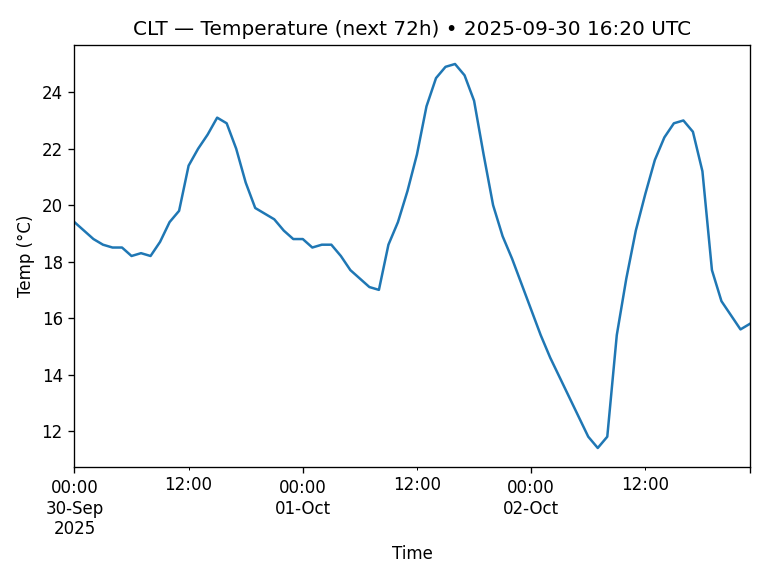 CLT — Temperature (next 72h) • 2025-09-30 16:20 UTC
24
22
20
18
16
14
12
Temp (°C)
00:00 12:00 00:00 12:00 00:00 12:00
30-Sep 01-Oct 02-Oct
2025
Time